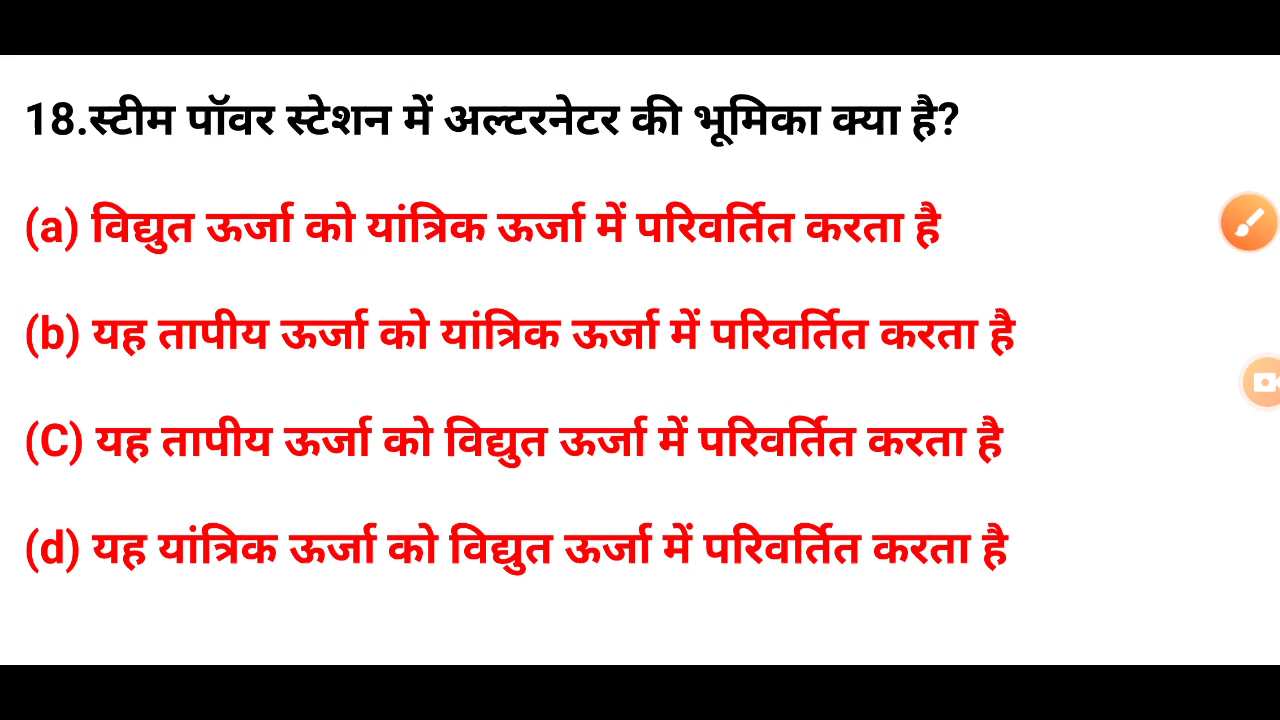 18.स्टीम पॉवर स्टेशन में अल्टरनेटर की भूमिका क्या है?
(a) विद्युत ऊर्जा को यांत्रिक ऊर्जा में परिवर्तित करता है
(b) यह तापीय ऊर्जा को यांत्रिक ऊर्जा में परिवर्तित करता है
(C) यह तापीय ऊर्जा को विद्युत ऊर्जा में परिवर्तित करता है
(d) यह यांत्रिक ऊर्जा को विद्युत ऊर्जा में परिवर्तित करता है